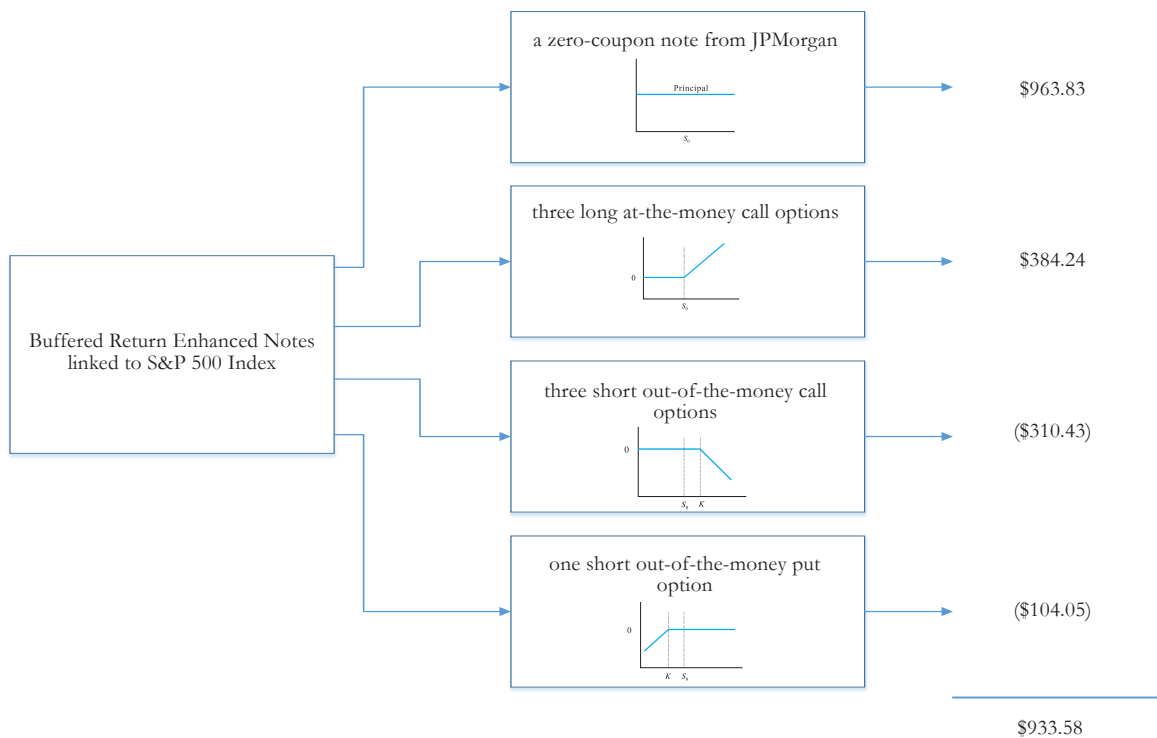 a zero-coupon note from JPMorgan
Principal
S₀
$963.83
three long at-the-money call options
0
S₀
$384.24
Buffered Return Enhanced Notes
linked to S&P 500 Index
three short out-of-the-money call
options
0
S₀ K
($310.43)
one short out-of-the-money put
option
0
K S₀
($104.05)
$933.58